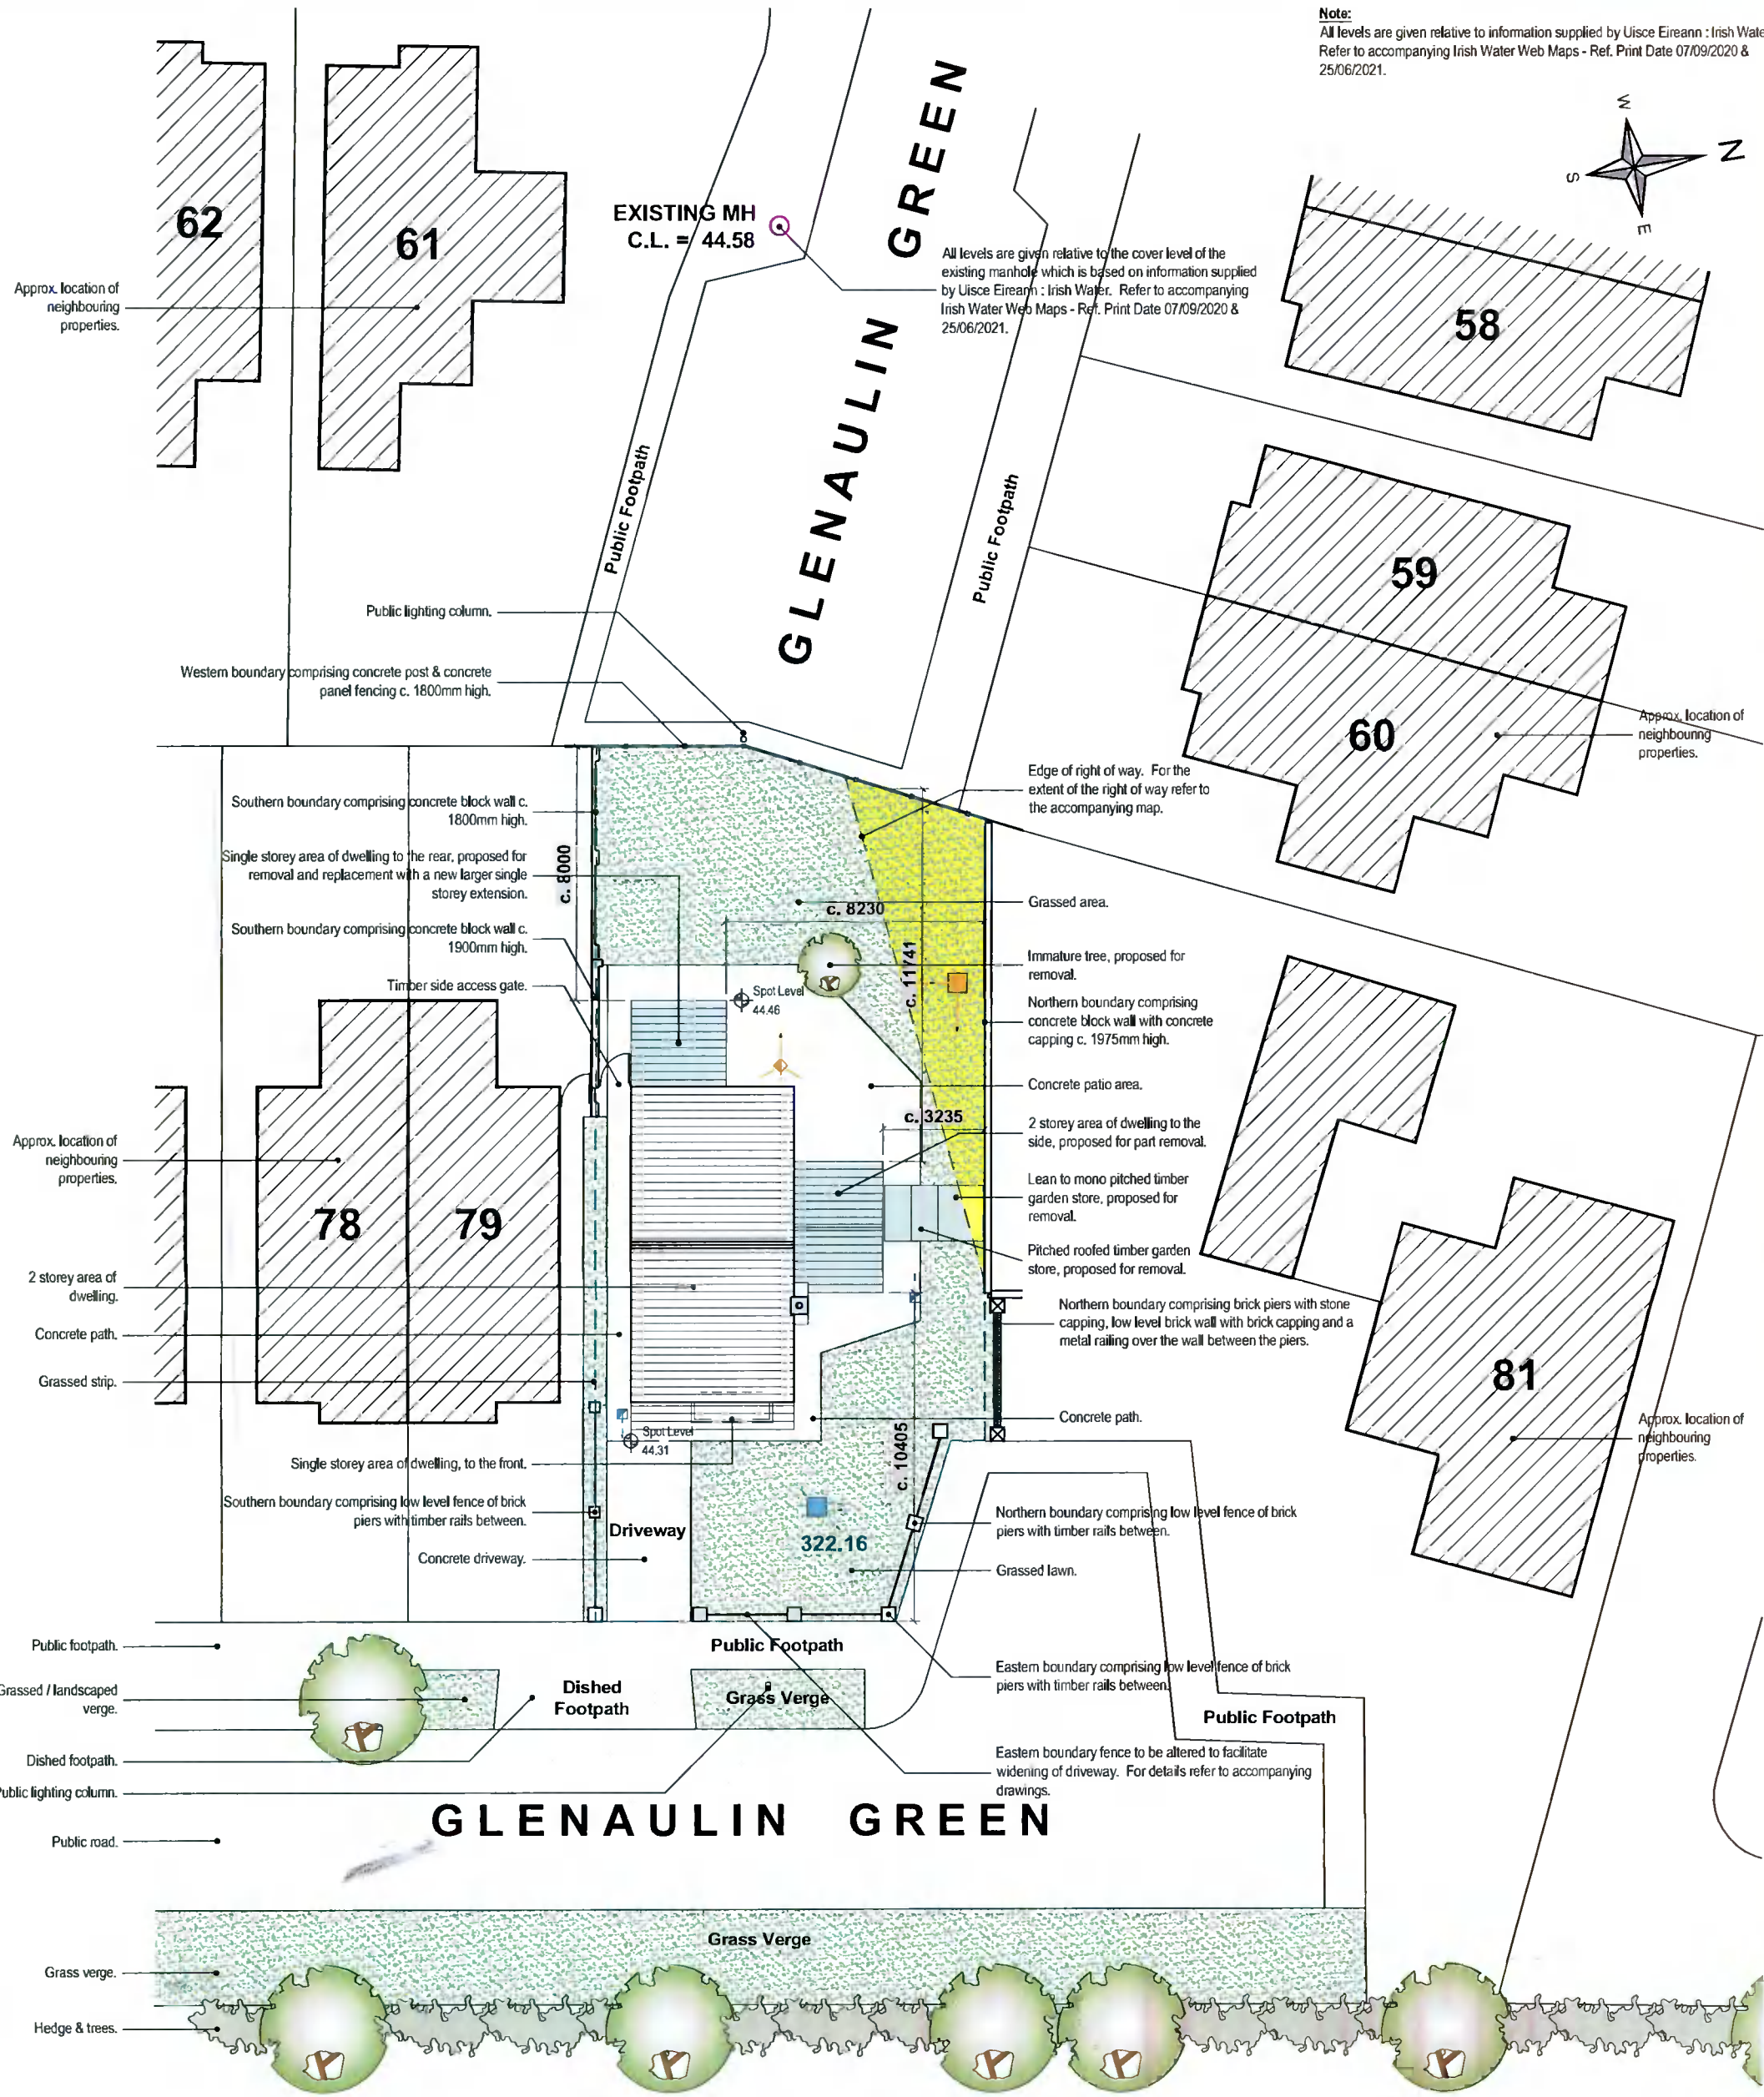 Note:
All levels are given relative to information supplied by Uisce Eireann : Irish Wate
Refer to accompanying Irish Water Web Maps - Ref. Print Date 07/09/2020 &
25/06/2021.
W
N
S
E
62
61
EXISTING MH
C.L. = 44.58
GLENAULIN GREEN
All levels are given relative to the cover level of the
existing manhole which is based on information supplied
by Uisce Eireann : Irish Water. Refer to accompanying
Irish Water Web Maps - Ref. Print Date 07/09/2020 &
25/06/2021.
58
Approx. location of
neighbouring
properties.
Public Footpath
Public Footpath
59
60
Approx. location of
neighbouring
properties.
Public lighting column.
Western boundary comprising concrete post & concrete
panel fencing c. 1800mm high.
Edge of right of way. For the
extent of the right of way refer to
the accompanying map.
Southern boundary comprising concrete block wall c.
1800mm high.
Single storey area of dwelling to the rear, proposed for
removal and replacement with a new larger single
storey extension.
c. 8000
c. 8230
Grassed area.
Southern boundary comprising concrete block wall c.
1900mm high.
Immature tree, proposed for
removal.
c. 11741
Timber side access gate.
Spot Level
44.46
Northern boundary comprising
concrete block wall with concrete
capping c. 1975mm high.
Concrete patio area.
c. 3235
2 storey area of dwelling to the
side, proposed for part removal.
Approx. location of
neighbouring
properties.
Lean to mono pitched timber
garden store, proposed for
removal.
78
79
Pitched roofed timber garden
store, proposed for removal.
2 storey area of
dwelling.
Northern boundary comprising brick piers with stone
capping, low level brick wall with brick capping and a
metal railing over the wall between the piers.
Concrete path.
81
Grassed strip.
Concrete path.
Approx. location of
neighbouring
properties.
Spot Level
44.31
c. 10405
Single storey area of dwelling, to the front.
Southern boundary comprising low level fence of brick
piers with timber rails between.
Northern boundary comprising low level fence of brick
piers with timber rails between.
Driveway
322.16
Concrete driveway.
Grassed lawn.
Public footpath.
Public Footpath
Eastern boundary comprising low level fence of brick
piers with timber rails between.
Grassed / landscaped
verge.
Dished
Footpath
Grass Verge
Public Footpath
Dished footpath.
Eastern boundary fence to be altered to facilitate
widening of driveway. For details refer to accompanying
drawings.
Public lighting column.
GLENAULIN GREEN
Public road.
Grass Verge
Grass verge.
Hedge & trees.